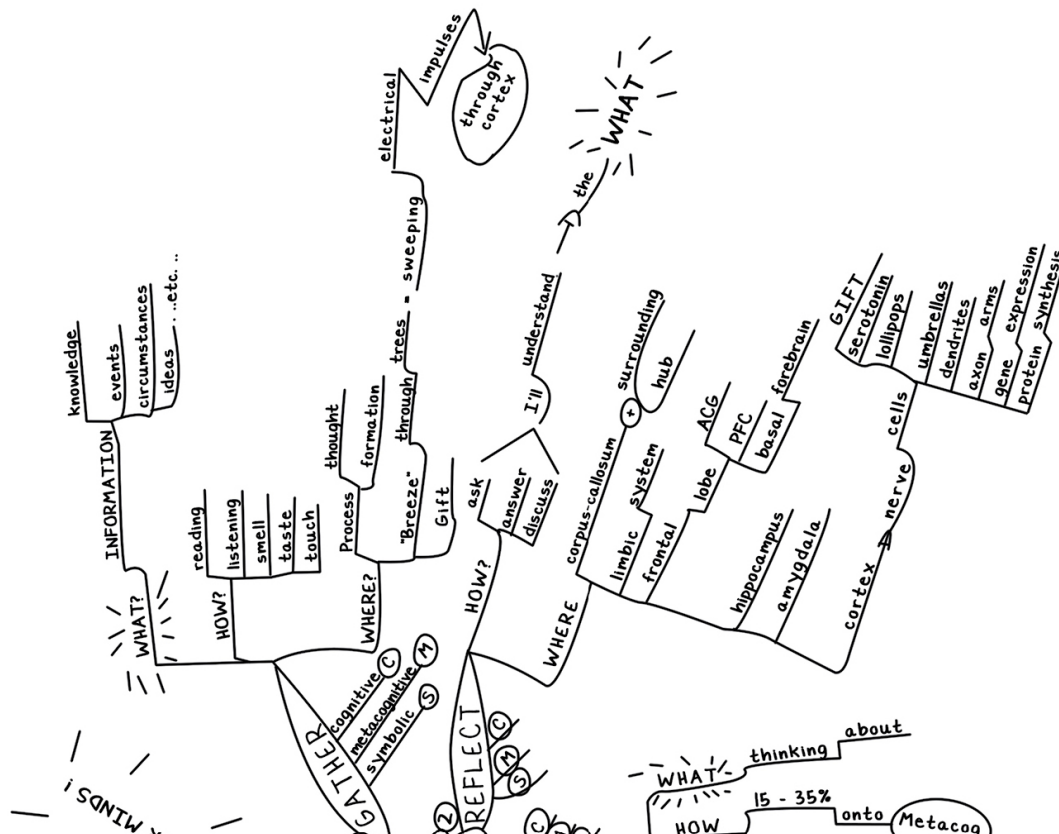 knowledge
events
circumstances
ideas ...etc...
INFORMATION
WHAT?
reading
listening
smell
taste
touch
HOW?
thought
formation
Process
"Breeze" through trees = sweeping
electrical impulses
through
cortex
Gift
WHERE?
GATHER
cognitive C
metacognitive M
symbolic S
WHAT
the
understand
I'll
ask
answer
discuss
HOW?
REFLECT
C
M
S
2
C
WHERE
corpus-callosum + surrounding
hub
limbic system
frontal lobe
ACG
PFC
basal forebrain
hippocampus
amygdala
cortex nerve cells
GIFT
serotonin
lollipops
umbrellas
dendrites
axon arms
gene expression
protein synthesis
MINDS!
WHAT thinking about
HOW 15 - 35% onto Metacog